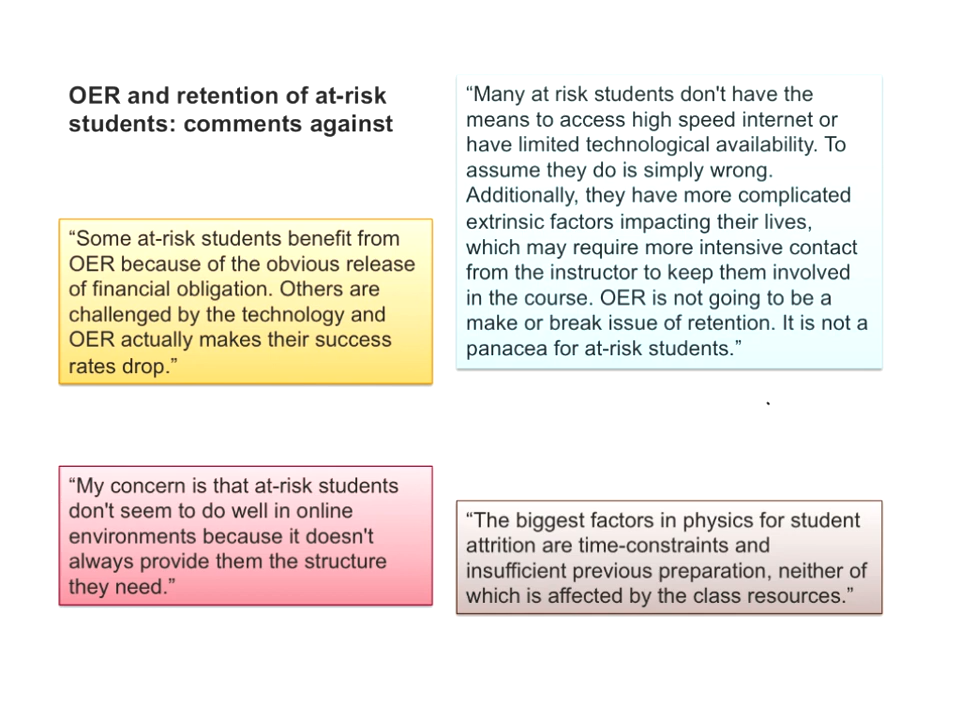 OER and retention of at-risk
students: comments against
“Some at-risk students benefit from
OER because of the obvious release
of financial obligation. Others are
challenged by the technology and
OER actually makes their success
rates drop.”
“My concern is that at-risk students
don't seem to do well in online
environments because it doesn't
always provide them the structure
they need.”
“Many at risk students don't have the
means to access high speed internet or
have limited technological availability. To
assume they do is simply wrong.
Additionally, they have more complicated
extrinsic factors impacting their lives,
which may require more intensive contact
from the instructor to keep them involved
in the course. OER is not going to be a
make or break issue of retention. It is not a
panacea for at-risk students.”
“The biggest factors in physics for student
attrition are time-constraints and
insufficient previous preparation, neither of
which is affected by the class resources.”